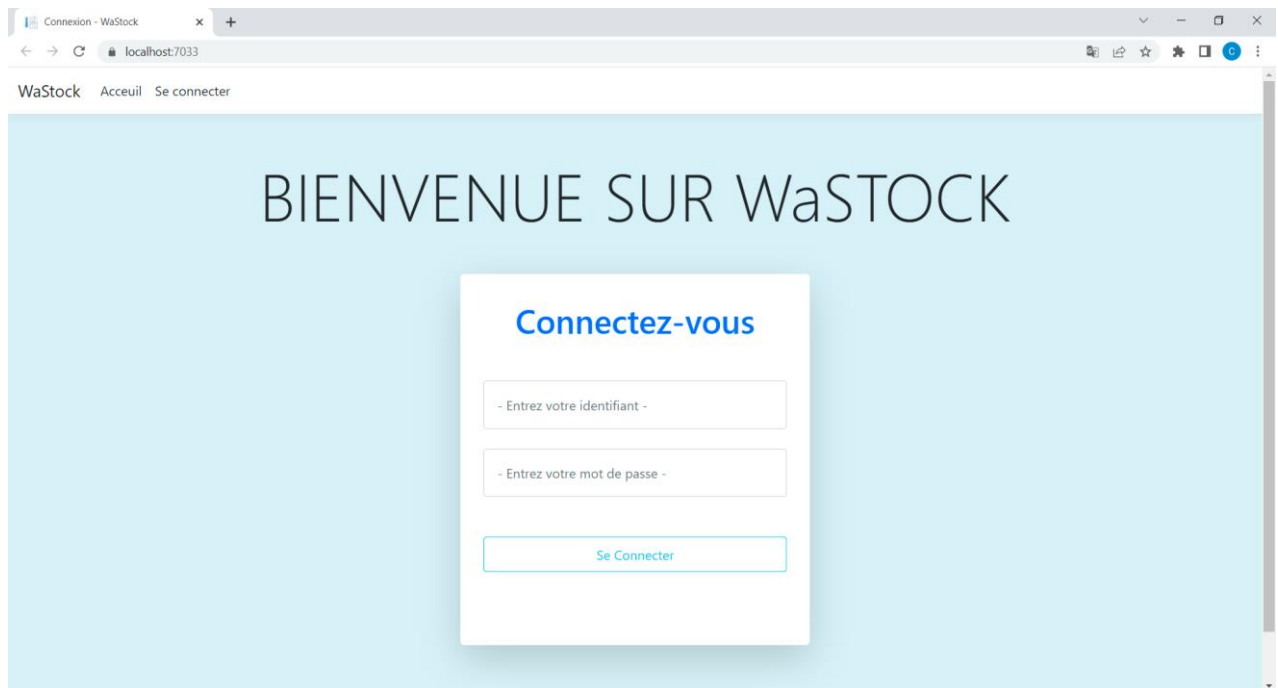 Connexion - WaStock
localhost:7033
C
WaStock Acceuil Se connecter
BIENVENUE SUR WaSTOCK
Connectez-vous
- Entrez votre identifiant -
- Entrez votre mot de passe -
Se Connecter